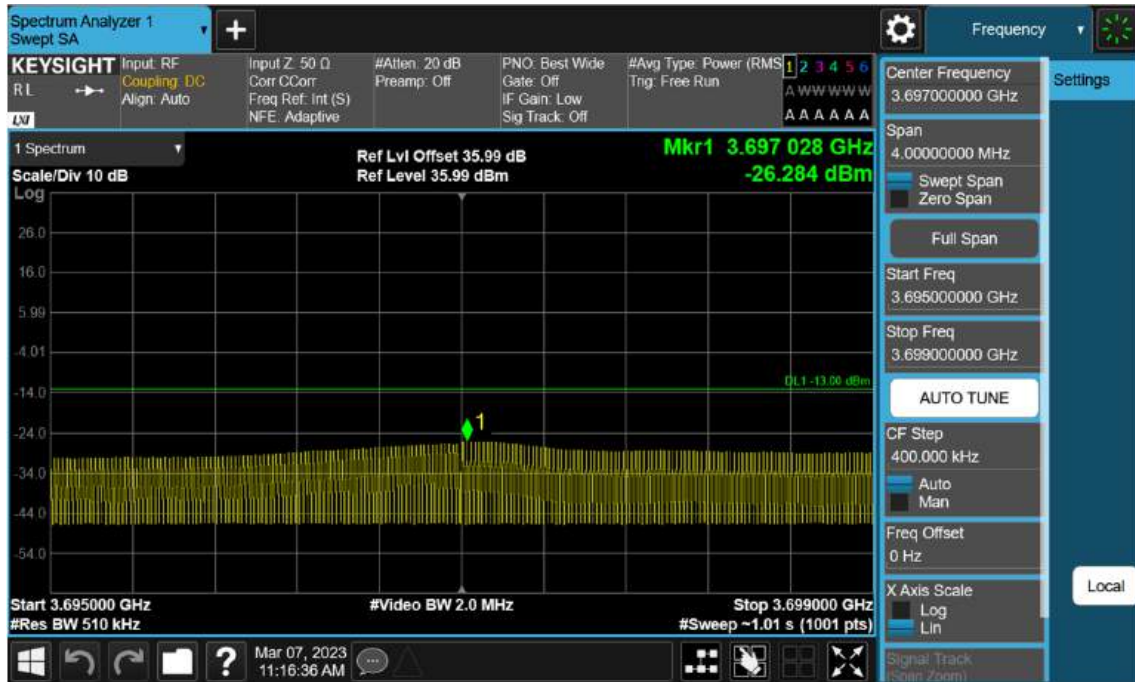 Spectrum Analyzer 1
Swept SA
+
Frequency
KEYSIGHT
RL
LXI
Input: RF
Coupling: DC
Align: Auto
Input Z: 50 Ω
Corr CCorr
Freq Ref: Int (S)
NFE: Adaptive
#Atten: 20 dB
Preamp: Off
PNO: Best Wide
Gate: Off
IF Gain: Low
Sig Track: Off
#Avg Type: Power (RMS
Trig: Free Run
1 2 3 4 5 6
A W W W W W
A A A A A A
1 Spectrum
Scale/Div 10 dB
Ref Lvl Offset 35.99 dB
Ref Level 35.99 dBm
Mkr1 3.697 028 GHz
-26.284 dBm
Log
26.0
16.0
5.99
-4.01
-14.0
-24.0
-34.0
-44.0
-54.0
DL1 -13.00 dBm
1
Start 3.695000 GHz
#Res BW 510 kHz
#Video BW 2.0 MHz
Stop 3.699000 GHz
#Sweep ~1.01 s (1001 pts)
?
Mar 07, 2023
11:16:36 AM
Center Frequency
3.697000000 GHz
Span
4.00000000 MHz
Swept Span
Zero Span
Full Span
Start Freq
3.695000000 GHz
Stop Freq
3.699000000 GHz
AUTO TUNE
CF Step
400.000 kHz
Auto
Man
Freq Offset
0 Hz
X Axis Scale
Log
Lin
Signal Track
(Span Zoom)
Settings
Local